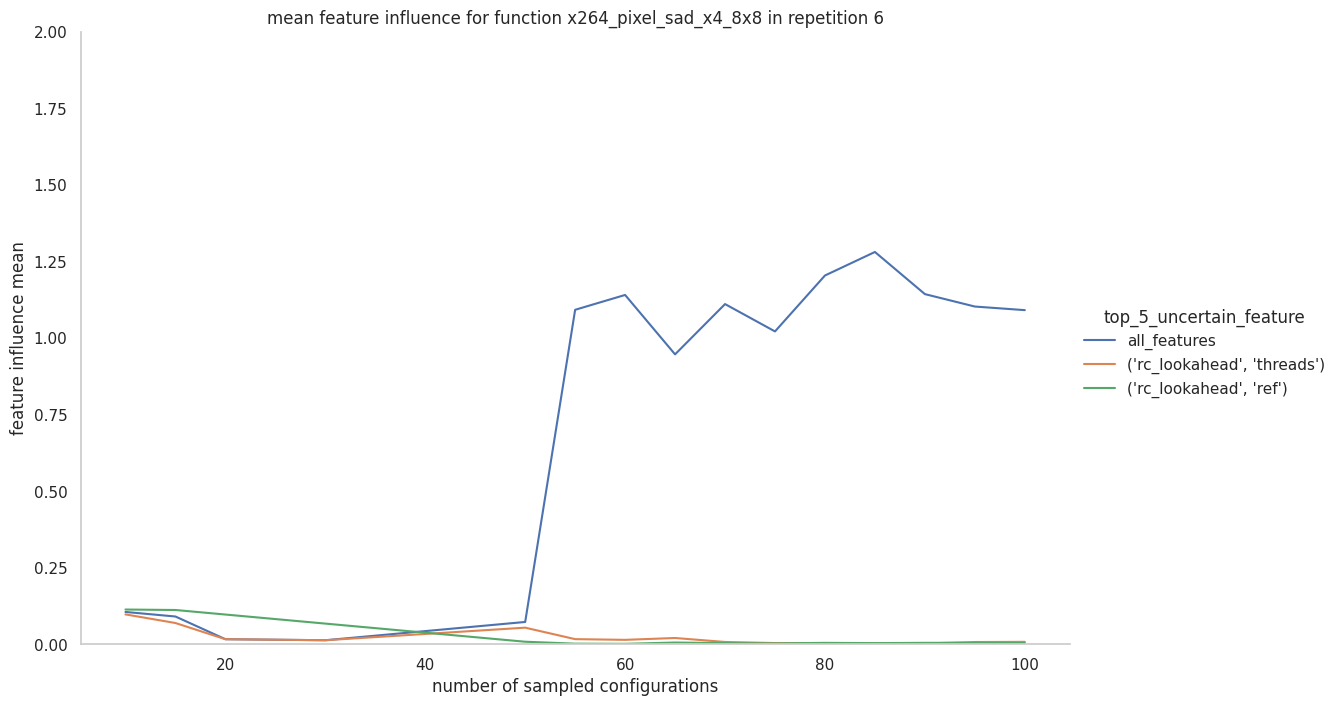 mean feature influence for function x264_pixel_sad_x4_8x8 in repetition 6
2.00
1.75
1.50
1.25
1.00
0.75
0.50
0.25
0.00
feature influence mean
20
40
60
80
100
number of sampled configurations
top_5_uncertain_feature
all_features
('rc_lookahead', 'threads')
('rc_lookahead', 'ref')